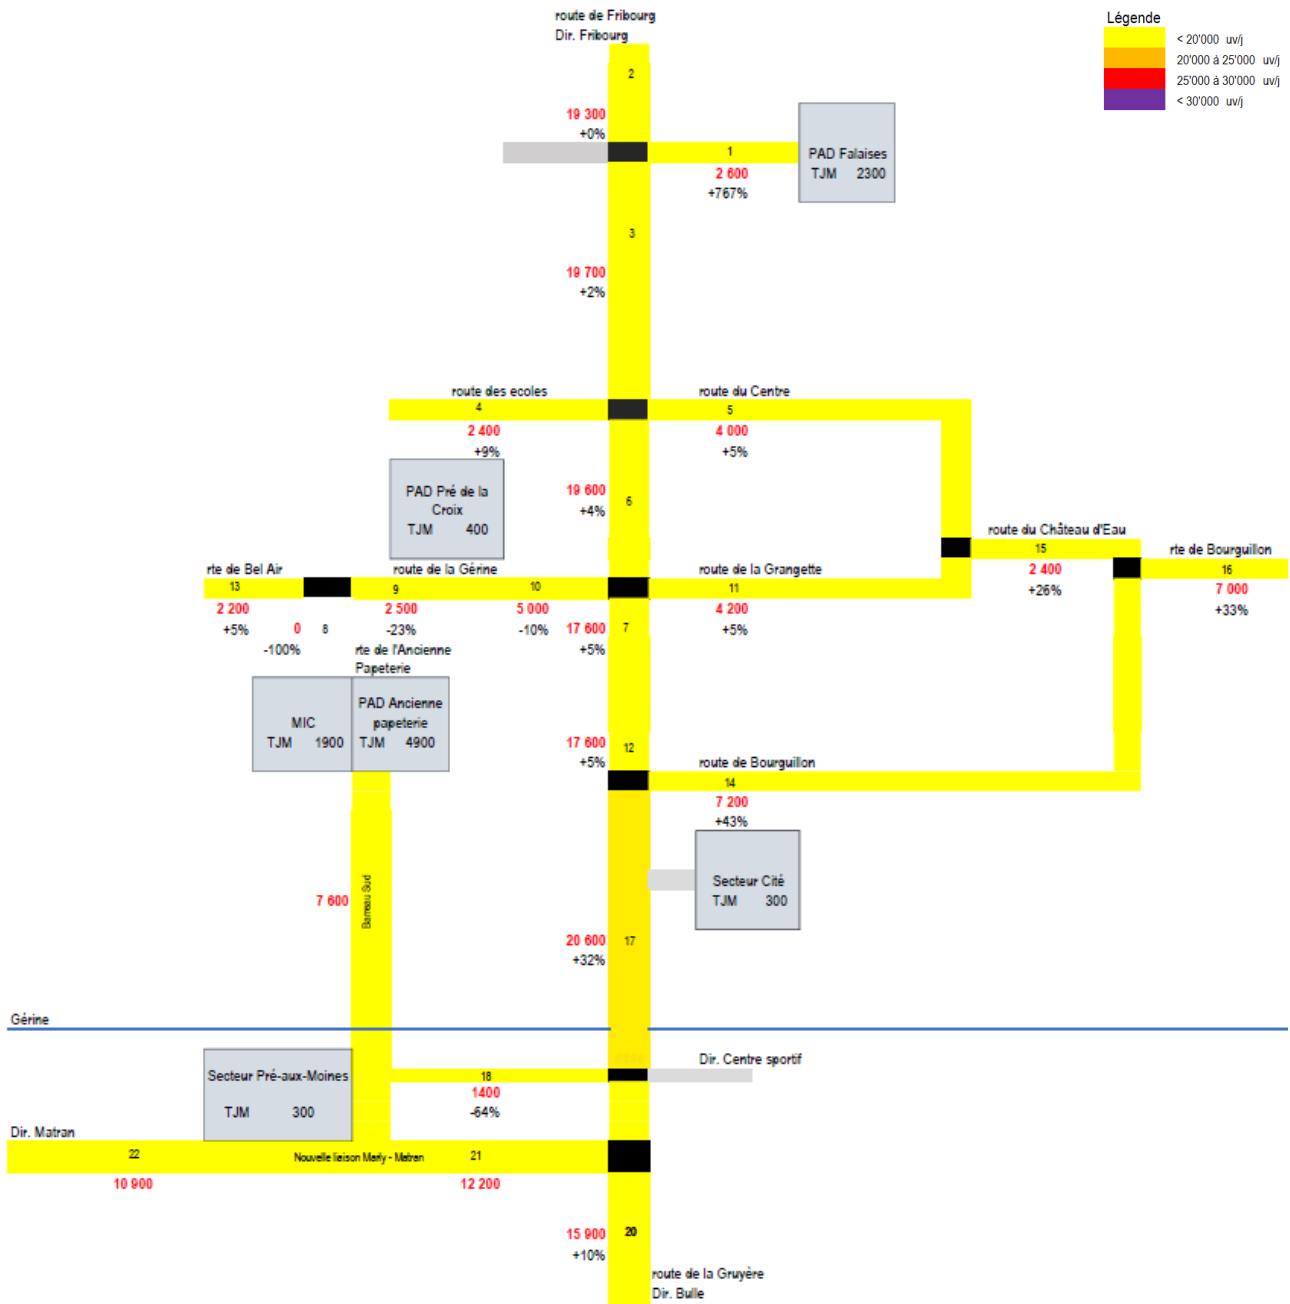 route de Fribourg
Dir. Fribourg
Légende
< 20'000 uv/j
20'000 à 25'000 uv/j
25'000 à 30'000 uv/j
< 30'000 uv/j
2
19 300
+0%
1
2 600
+767%
PAD Falaises
TJM 2300
3
19 700
+2%
route des ecoles
4
2 400
+9%
route du Centre
5
4 000
+5%
PAD Pré de la
Croix
TJM 400
19 600
+4%
6
route du Château d'Eau
15
2 400
+26%
rte de Bourguillon
16
7 000
+33%
rte de Bel Air
13
2 200
+5%
0 8
-100%
route de la Gérine
9
2 500
-23%
10
5 000
-10%
17 600
+5%
7
route de la Grangette
11
4 200
+5%
rte de l'Ancienne
Papeterie
MIC
TJM 1900
PAD Ancienne
papeterie
TJM 4900
17 600
+5%
12
route de Bourguillon
14
7 200
+43%
Secteur Cité
TJM 300
7 600
Barreau Sud
20 600
+32%
17
Gérine
Dir. Centre sportif
18
1400
-64%
Secteur Pré-aux-Moines
TJM 300
Dir. Matran
22
Nouvelle liaison Marly - Matran
21
10 900
12 200
15 900
+10%
20
route de la Gruyère
Dir. Bulle